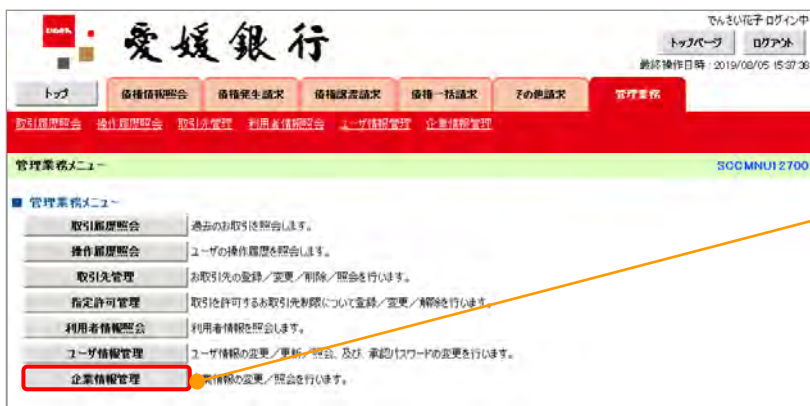 でんさい花子 ログイン中
愛媛銀行
トップページ ログアウト
最終操作日時：2019/08/05 15:37:36
トップ 債権情報照会 債権発生請求 債権譲渡請求 債権一括請求 その他請求 管理業務
取引履歴照会 操作履歴照会 取引先管理 利用者情報照会 ユーザ情報管理 企業情報管理
管理業務メニュー SCCMNU12700
■ 管理業務メニュー
取引履歴照会 過去のお取引を照会します。
操作履歴照会 ユーザの操作履歴を照会します。
取引先管理 お取引先の登録／変更／削除／照会を行います。
指定許可管理 取引を許可するお取引先制限について登録／変更／解除を行います。
利用者情報照会 利用者情報を照会します。
ユーザ情報管理 ユーザ情報の変更／更新／照会、及び、承認パスワードの変更を行います。
企業情報管理 企業情報の変更／照会を行います。